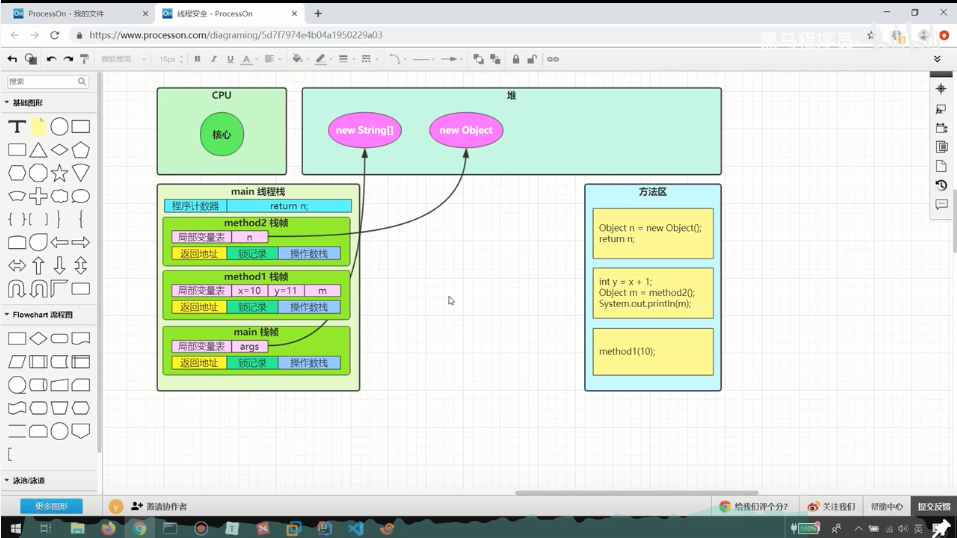 ProcessOn - 我的文件
线程安全 - ProcessOn
https://www.processon.com/diagraming/5d7f7974e4b04a1950229a03
黑马程序员
bilibili
微软雅黑
15px
B
I
U
A
搜索
基础图形
T
Flowchart 流程图
泳池/泳道
更多图形
CPU
核心
堆
new String[]
new Object
main 线程栈
程序计数器
return n;
method2 栈帧
局部变量表
n
返回地址
锁记录
操作数栈
method1 栈帧
局部变量表
x=10
y=11
m
返回地址
锁记录
操作数栈
main 栈帧
局部变量表
args
返回地址
锁记录
操作数栈
方法区
Object n = new Object();
return n;
int y = x + 1;
Object m = method2();
System.out.println(m);
method1(10);
y
邀请协作者
给我们评个分?
关注我们
帮助中心
提交反馈
100%
英